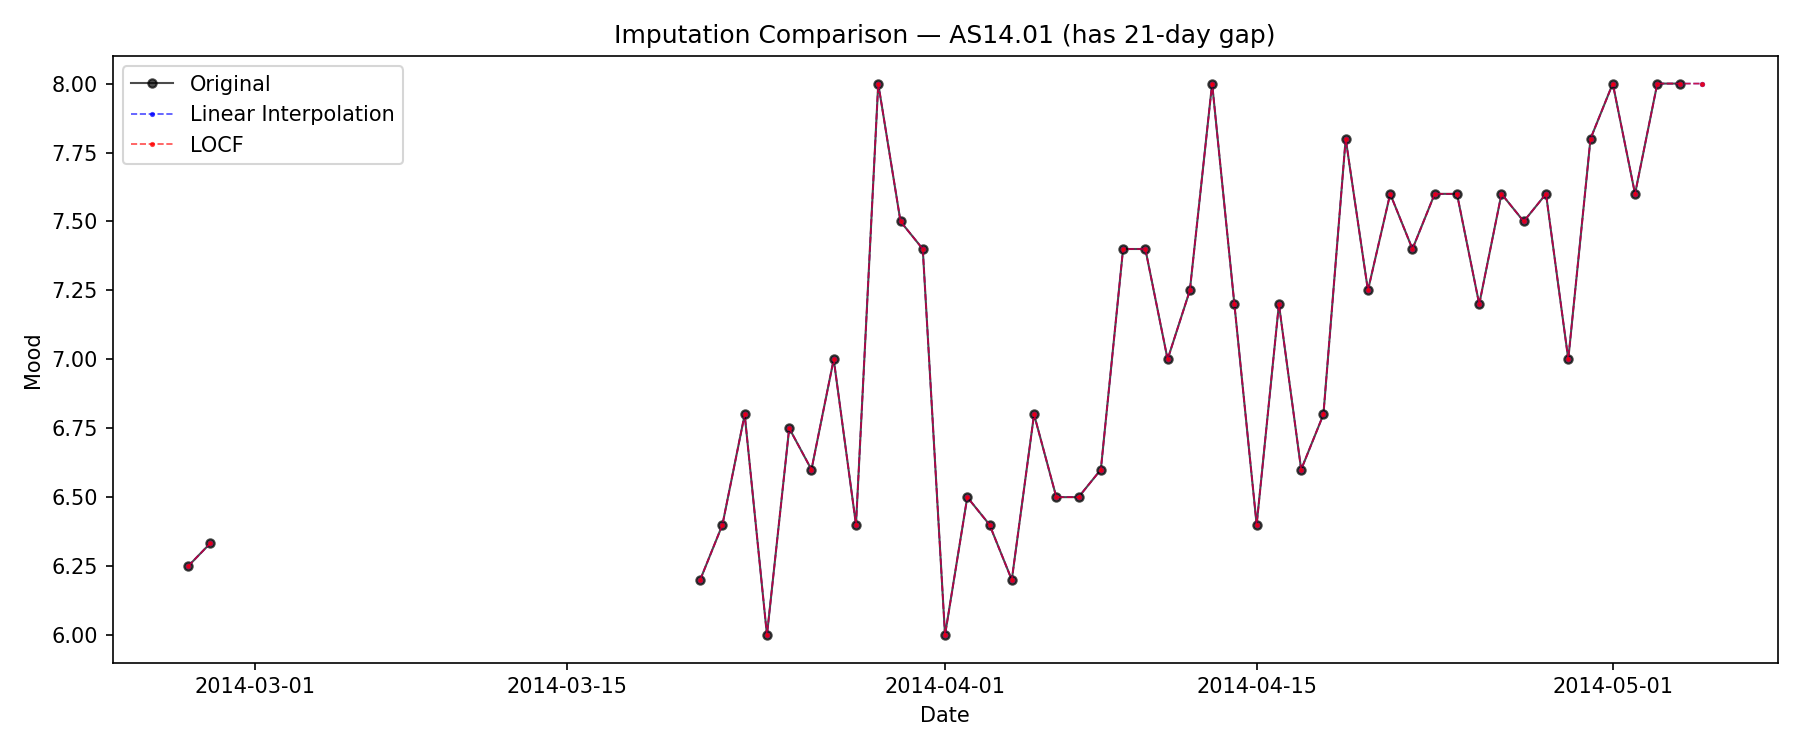 Imputation Comparison — AS14.01 (has 21-day gap)
Original
Linear Interpolation
LOCF
8.00
7.75
7.50
7.25
7.00
6.75
6.50
6.25
6.00
Mood
2014-03-01
2014-03-15
2014-04-01
2014-04-15
2014-05-01
Date